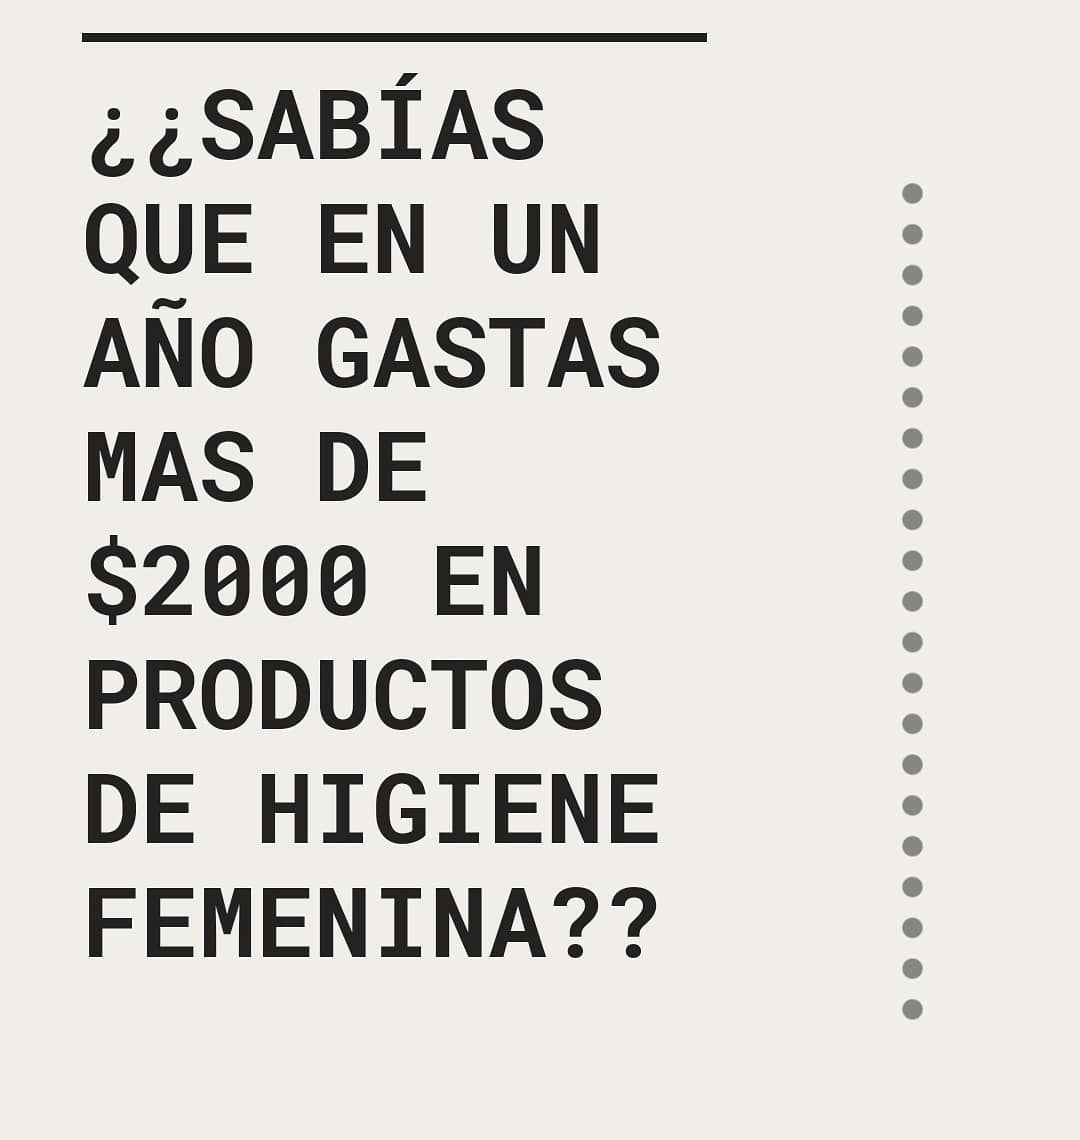 ¿¿SABÍAS
QUE EN UN
AÑO GASTAS
MAS DE
$2000 EN
PRODUCTOS
DE HIGIENE
FEMENINA??